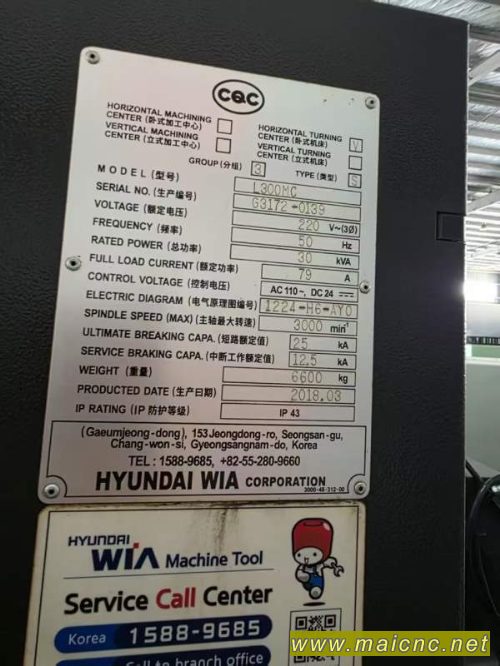 CQC
HORIZONTAL MACHINING CENTER (卧式加工中心)
HORIZONTAL TURNING CENTER (卧式机床) V
VERTICAL MACHINING CENTER (立式加工中心)
VERTICAL TURNING CENTER (立式机床)
GROUP (分组) 3 TYPE (类型) S
MODEL (型号) L300MC
SERIAL NO. (生产编号) G3172-0139
VOLTAGE (额定电压) 220 V~(3Ø)
FREQUENCY (频率) 50 Hz
RATED POWER (总功率) 30 kVA
FULL LOAD CURRENT (额定功率) 79 A
CONTROL VOLTAGE (控制电压) AC 110~, DC 24
ELECTRIC DIAGRAM (电气原理图编号) 1224-H6-AY0
SPINDLE SPEED (MAX) (主轴最大转速) 3000 min⁻¹
ULTIMATE BREAKING CAPA. (短路额定值) 25 kA
SERVICE BRAKING CAPA. (中断工作额定值) 12.5 kA
WEIGHT (重量) 6600 kg
PRODUCTED DATE (生产日期) 2018.03
IP RATING (IP 防护等级) IP 43
(Gaeumjeong-dong), 153 Jeongdong-ro, Seongsan-gu,
Chang-won-si, Gyeongsangnam-do, Korea
TEL : 1588-9685, +82-55-280-9660
HYUNDAI WIA CORPORATION
3000-45-312-00
HYUNDAI
WIA Machine Tool
Service Call Center
Korea 1588-9685
Call to branch office
www.maicnc.net